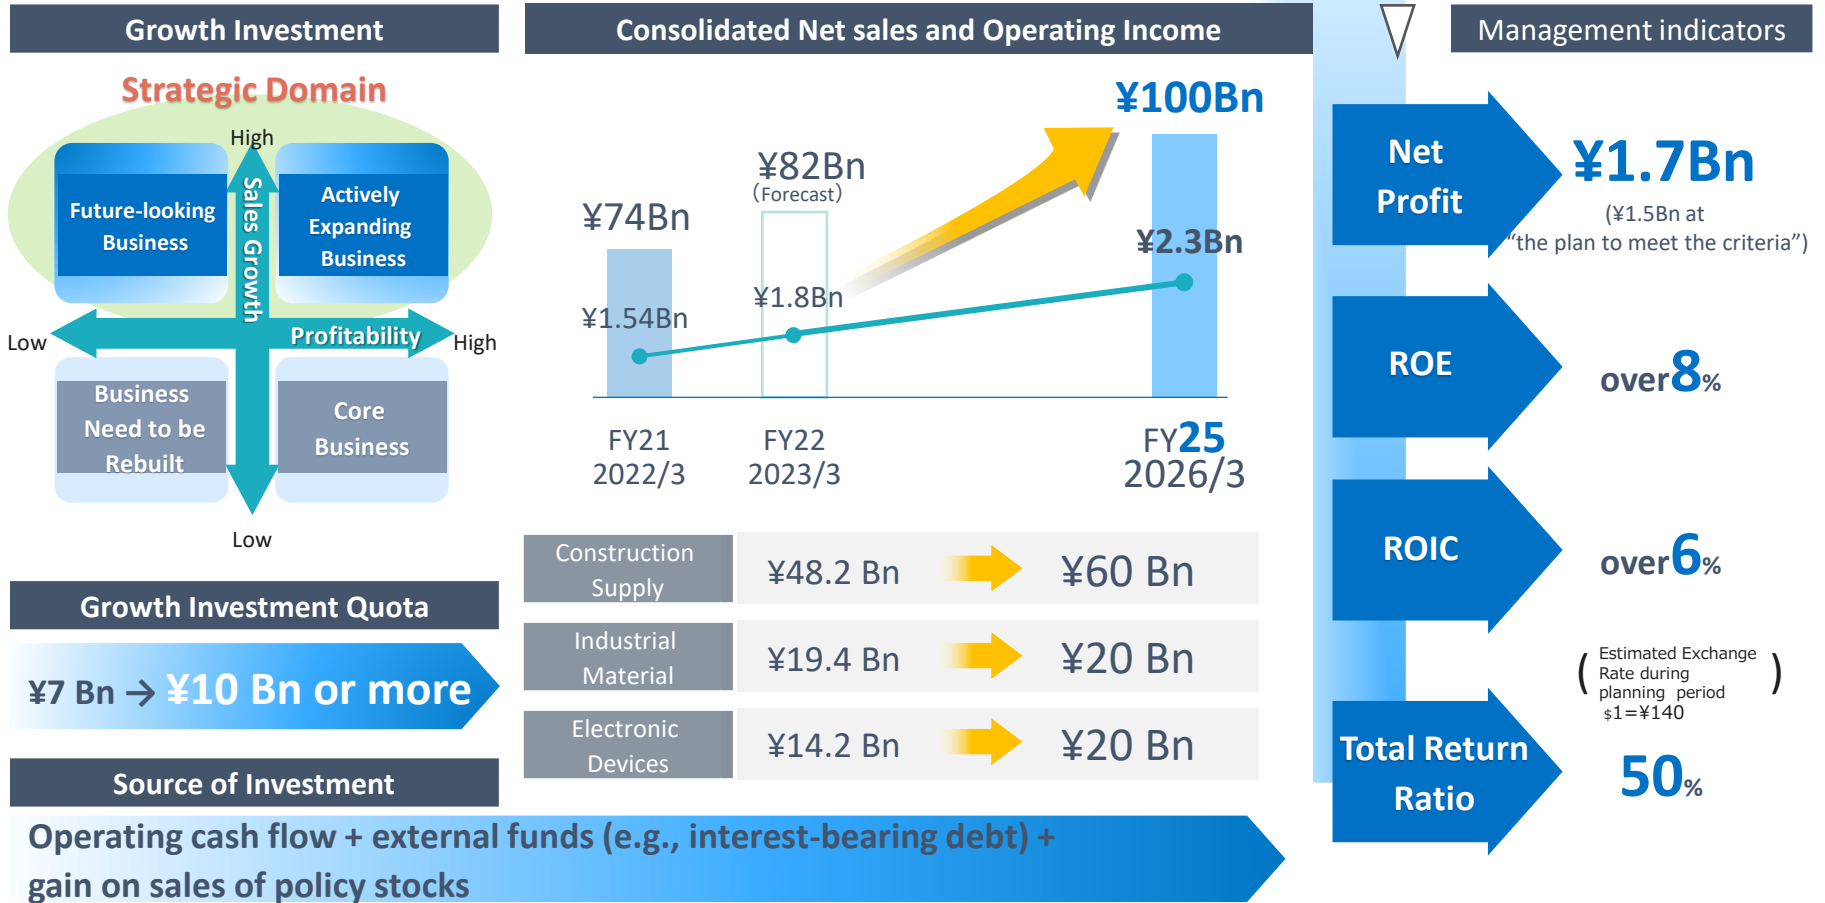 Growth Investment
Strategic Domain
High
Future-looking
Business
Sales Growth
Actively
Expanding
Business
Low
Profitability
High
Business
Need to be
Rebuilt
Core
Business
Low
Growth Investment Quota
¥7 Bn → ¥10 Bn or more
Source of Investment
Operating cash flow + external funds (e.g., interest-bearing debt) +
gain on sales of policy stocks
Consolidated Net sales and Operating Income
¥100Bn
¥82Bn
(Forecast)
¥74Bn
¥2.3Bn
¥1.8Bn
¥1.54Bn
FY21
2022/3
FY22
2023/3
FY25
2026/3
Construction
Supply
¥48.2 Bn
¥60 Bn
Industrial
Material
¥19.4 Bn
¥20 Bn
Electronic
Devices
¥14.2 Bn
¥20 Bn
Management indicators
Net
Profit
¥1.7Bn
(¥1.5Bn at
“the plan to meet the criteria”)
ROE
over8%
ROIC
over6%
(Estimated Exchange
Rate during
planning period
$1=¥140)
Total Return
Ratio
50%